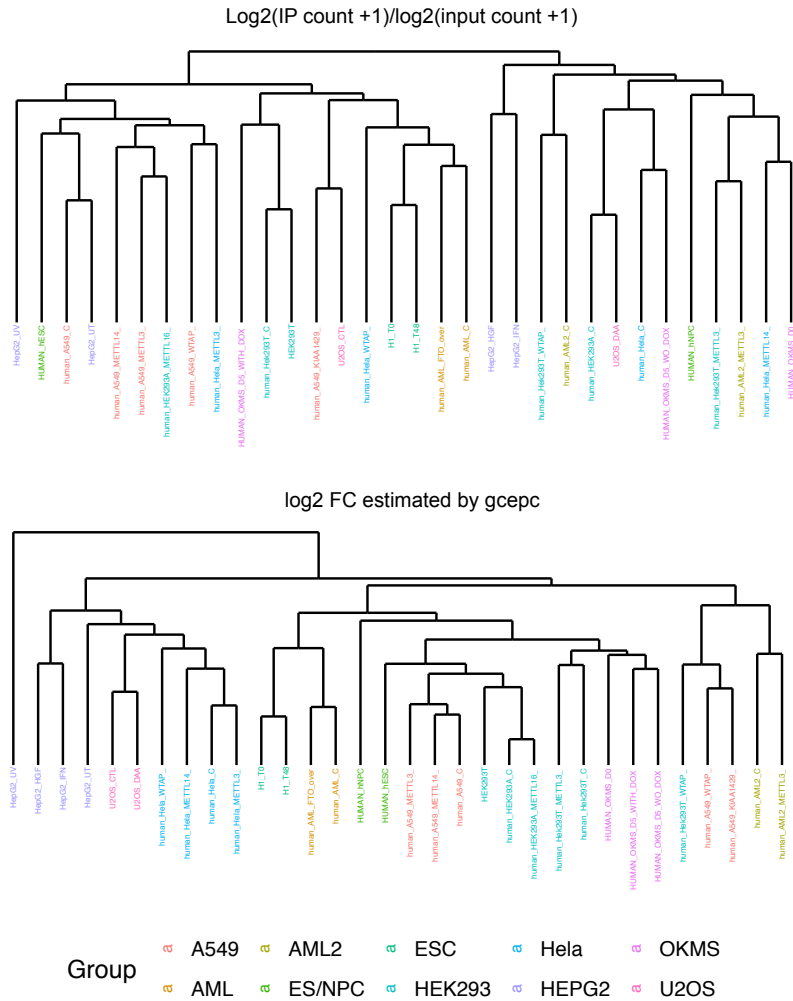 Log2(IP count +1)/log2(input count +1)
HepG2_UV
HUMAN_hESC
human_A549_C
HepG2_UT
human_A549_METTL14_
human_A549_METTL3_
human_HEK293A_METTL16_
human_A549_WTAP_
human_Hela_METTL3_
HUMAN_OKMS_D5_WITH_DOX
human_Hek293T_C
HEK293T
human_A549_KIAA1429_
U2OS_CTL
human_Hela_WTAP_
H1_T0
H1_T48
human_AML_FTO_over
human_AML_C
HepG2_HGF
HepG2_IFN
human_Hek293T_WTAP_
human_AML2_C
human_HEK293A_C
U2OS_DAA
human_Hela_C
HUMAN_OKMS_D5_WO_DOX
HUMAN_hNPC
human_Hek293T_METTL3_
human_AML2_METTL3_
human_Hela_METTL14_
HUMAN_OKMS_D0
log2 FC estimated by gcepc
HepG2_UV
HepG2_HGF
HepG2_IFN
HepG2_UT
U2OS_CTL
U2OS_DAA
human_Hela_WTAP_
human_Hela_METTL14_
human_Hela_C
human_Hela_METTL3_
H1_T0
H1_T48
human_AML_FTO_over
human_AML_C
HUMAN_hNPC
HUMAN_hESC
human_A549_METTL3_
human_A549_METTL14_
human_A549_C
HEK293T
human_HEK293A_C
human_HEK293A_METTL16_
human_Hek293T_METTL3_
human_Hek293T_C
HUMAN_OKMS_D0
HUMAN_OKMS_D5_WITH_DOX
HUMAN_OKMS_D5_WO_DOX
human_Hek293T_WTAP_
human_A549_WTAP_
human_A549_KIAA1429_
human_AML2_C
human_AML2_METTL3_
Group
a A549 a AML2 a ESC a Hela a OKMS
a AML a ES/NPC a HEK293 a HEPG2 a U2OS